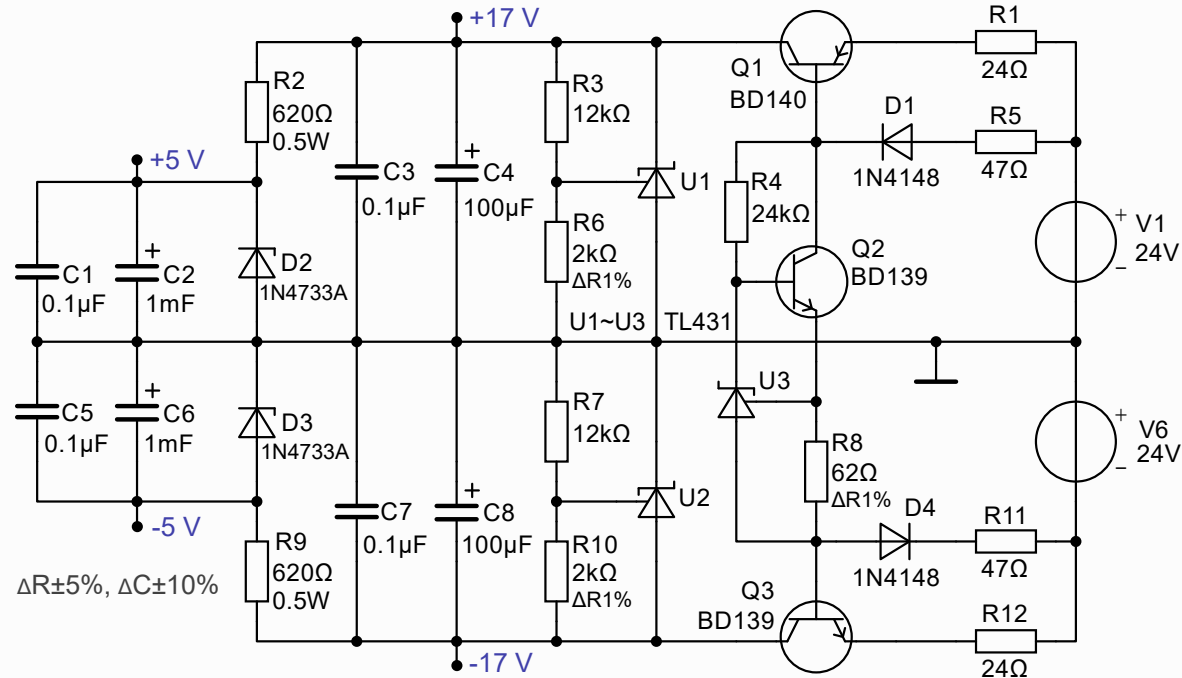 +17 V
R1
24Ω
Q1
BD140
R2
620Ω
0.5W
R3
12kΩ
D1
1N4148
R5
47Ω
+5 V
C3
0.1µF
+
C4
100µF
U1
R4
24kΩ
R6
2kΩ
ΔR1%
+
V1
24V
−
Q2
BD139
C1
0.1µF
+
C2
1mF
D2
1N4733A
U1~U3 TL431
C5
0.1µF
+
C6
1mF
D3
1N4733A
R7
12kΩ
U3
+
V6
24V
−
R8
62Ω
ΔR1%
-5 V
C7
0.1µF
+
C8
100µF
U2
D4
1N4148
R11
47Ω
R9
620Ω
0.5W
R10
2kΩ
ΔR1%
ΔR±5%, ΔC±10%
Q3
BD139
R12
24Ω
-17 V